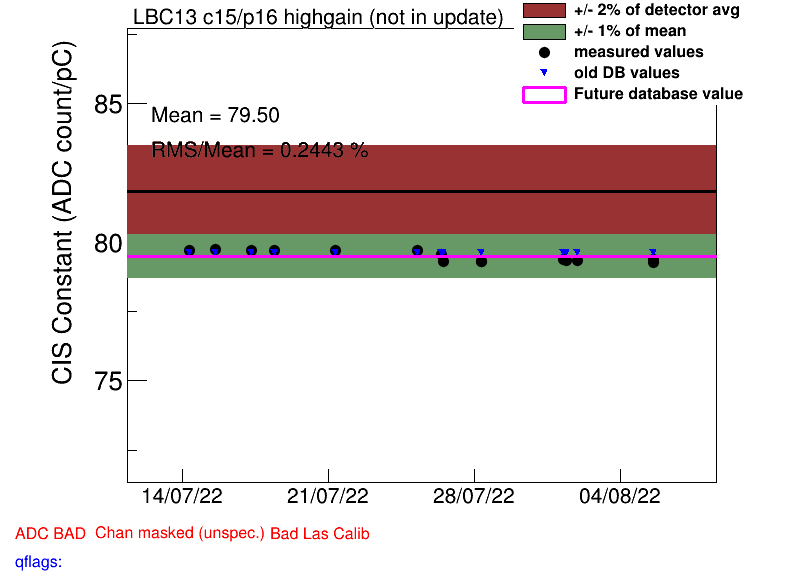 LBC13 c15/p16 highgain (not in update)
+/- 2% of detector avg
+/- 1% of mean
measured values
old DB values
Future database value
CIS Constant (ADC count/pC)
85
80
75
Mean = 79.50
RMS/Mean = 0.2443 %
14/07/22 21/07/22 28/07/22 04/08/22
ADC BAD Chan masked (unspec.) Bad Las Calib
qflags: